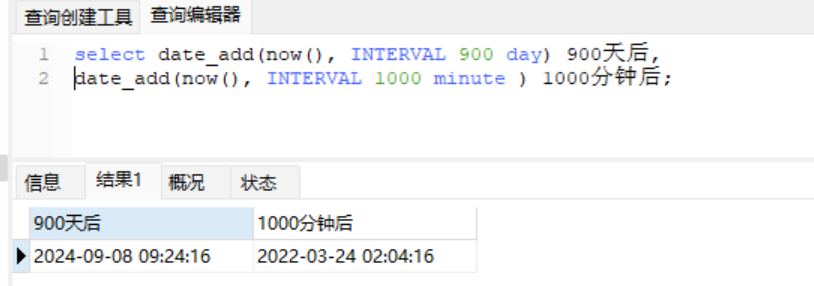 查询创建工具 查询编辑器
1 select date_add(now(), INTERVAL 900 day) 900天后,
2 date_add(now(), INTERVAL 1000 minute ) 1000分钟后;
信息 结果1 概况 状态
900天后 1000分钟后
2024-09-08 09:24:16 2022-03-24 02:04:16